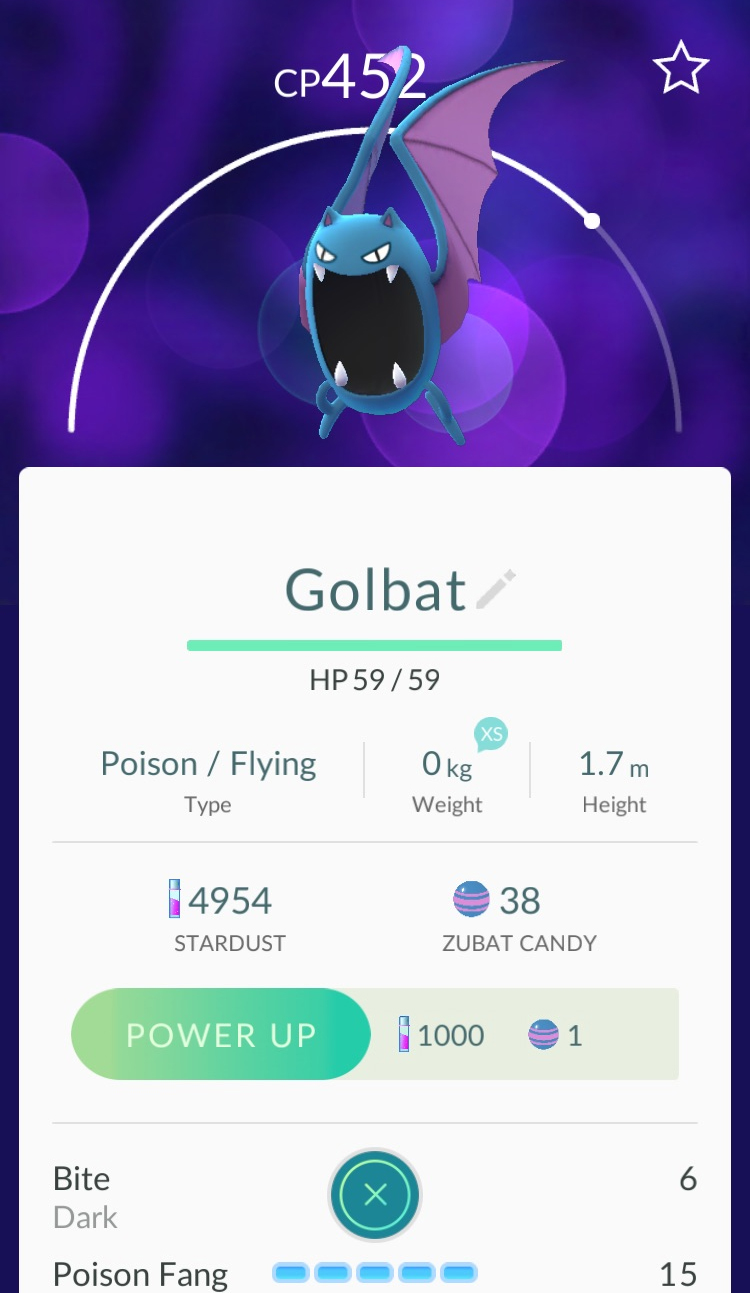 CP452
Golbat
HP 59 / 59
XS
Poison / Flying 0 kg 1.7 m
Type Weight Height
4954 38
STARDUST ZUBAT CANDY
POWER UP 1000 1
Bite 6
Dark
Poison Fang 15